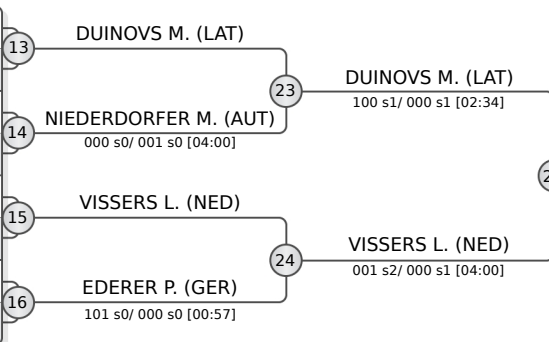 13
DUINOVS M. (LAT)
23
DUINOVS M. (LAT)
100 s1/ 000 s1 [02:34]
14
NIEDERDORFER M. (AUT)
000 s0/ 001 s0 [04:00]
15
VISSERS L. (NED)
24
VISSERS L. (NED)
001 s2/ 000 s1 [04:00]
16
EDERER P. (GER)
101 s0/ 000 s0 [00:57]